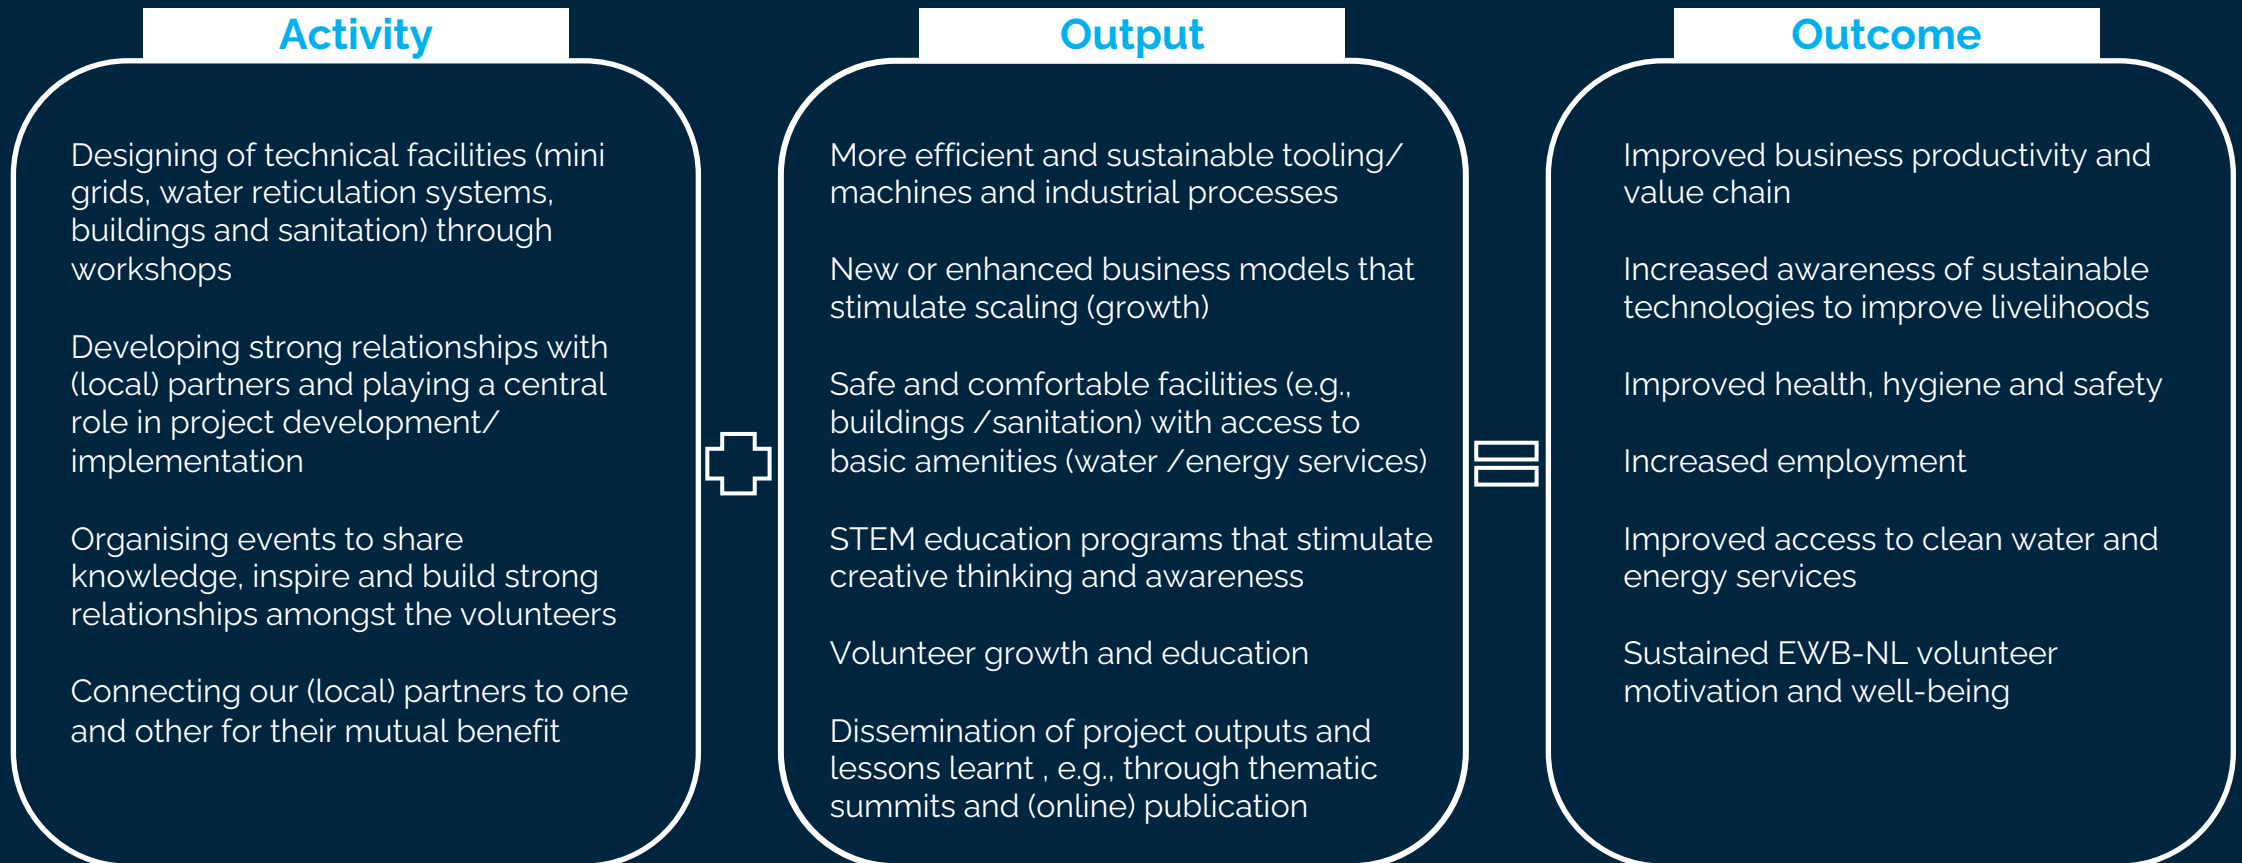 Activity
Designing of technical facilities (mini
grids, water reticulation systems,
buildings and sanitation) through
workshops
Developing strong relationships with
(local) partners and playing a central
role in project development/
implementation
Organising events to share
knowledge, inspire and build strong
relationships amongst the volunteers
Connecting our (local) partners to one
and other for their mutual benefit
Output
More efficient and sustainable tooling/
machines and industrial processes
New or enhanced business models that
stimulate scaling (growth)
Safe and comfortable facilities (e.g.,
buildings /sanitation) with access to
basic amenities (water /energy services)
STEM education programs that stimulate
creative thinking and awareness
Volunteer growth and education
Dissemination of project outputs and
lessons learnt , e.g., through thematic
summits and (online) publication
Outcome
Improved business productivity and
value chain
Increased awareness of sustainable
technologies to improve livelihoods
Improved health, hygiene and safety
Increased employment
Improved access to clean water and
energy services
Sustained EWB-NL volunteer
motivation and well-being